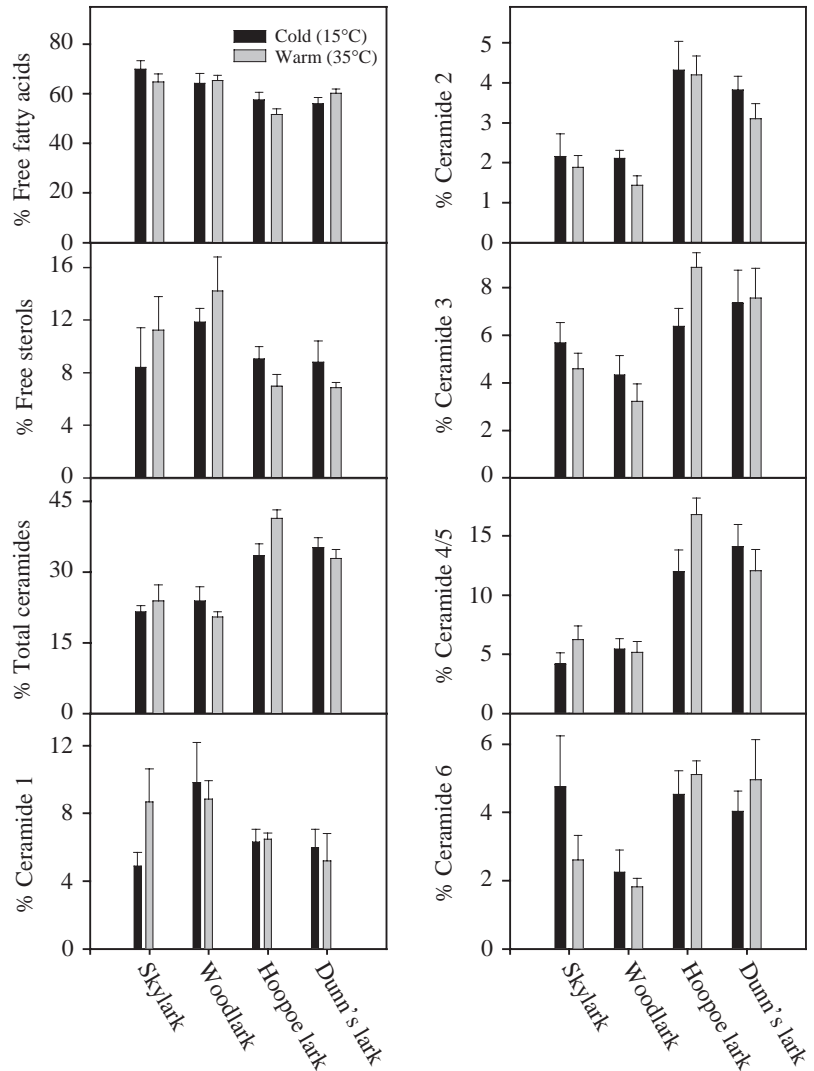 % Free fatty acids
80
60
40
20
0
Cold (15°C)
Warm (35°C)
% Free sterols
16
12
8
4
0
% Total ceramides
45
30
15
0
% Ceramide 1
12
8
4
0
Skylark
Woodlark
Hoopoe lark
Dunn's lark
% Ceramide 2
5
4
3
2
1
0
% Ceramide 3
8
6
4
2
0
% Ceramide 4/5
15
10
5
0
% Ceramide 6
6
4
2
0
Skylark
Woodlark
Hoopoe lark
Dunn's lark